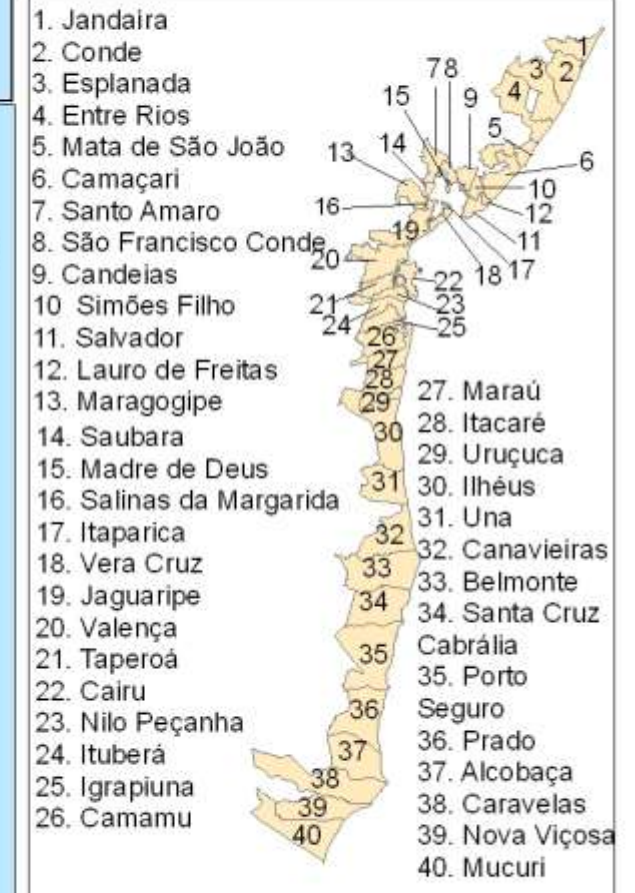 1. Jandaira
2. Conde
3. Esplanada
4. Entre Rios
5. Mata de São João
6. Camaçari
7. Santo Amaro
8. São Francisco Conde
9. Candeias
10 Simões Filho
11. Salvador
12. Lauro de Freitas
13. Maragogipe
14. Saubara
15. Madre de Deus
16. Salinas da Margarida
17. Itaparica
18. Vera Cruz
19. Jaguaripe
20. Valença
21. Taperoá
22. Cairu
23. Nilo Peçanha
24. Ituberá
25. Igrapiuna
26. Camamu
27. Maraú
28. Itacaré
29. Uruçuca
30. Ilhéus
31. Una
32. Canavieiras
33. Belmonte
34. Santa Cruz
Cabrália
35. Porto
Seguro
36. Prado
37. Alcobaça
38. Caravelas
39. Nova Viçosa
40. Mucuri
1
2
3
4
5
6
7
8
9
10
11
12
13
14
15
16
17
18
19
20
21
22
23
24
25
26
27
28
29
30
31
32
33
34
35
36
37
38
39
40